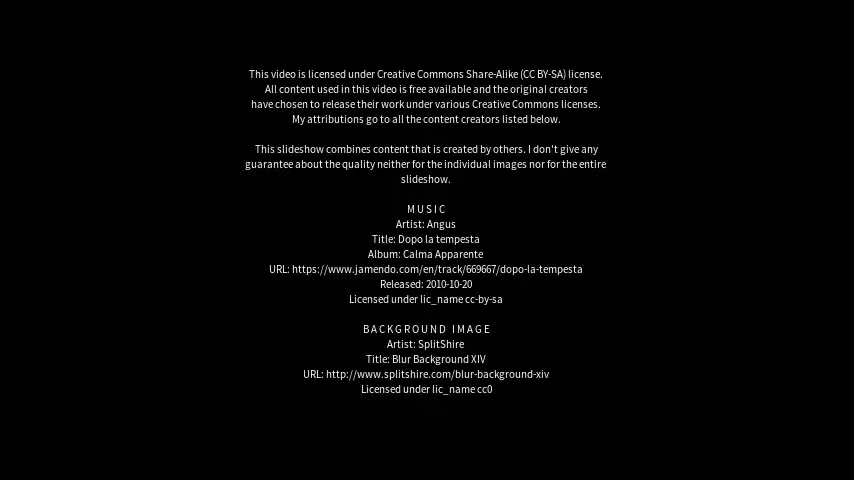 This video is licensed under Creative Commons Share-Alike (CC BY-SA) license.
All content used in this video is free available and the original creators
have chosen to release their work under various Creative Commons licenses.
My attributions go to all the content creators listed below.
This slideshow combines content that is created by others. I don't give any
guarantee about the quality neither for the individual images nor for the entire
slideshow.
MUSIC
Artist: Angus
Title: Dopo la tempesta
Album: Calma Apparente
URL: https://www.jamendo.com/en/track/669667/dopo-la-tempesta
Released: 2010-10-20
Licensed under lic_name cc-by-sa
BACKGROUND IMAGE
Artist: SplitShire
Title: Blur Background XIV
URL: http://www.splitshire.com/blur-background-xiv
Licensed under lic_name cc0